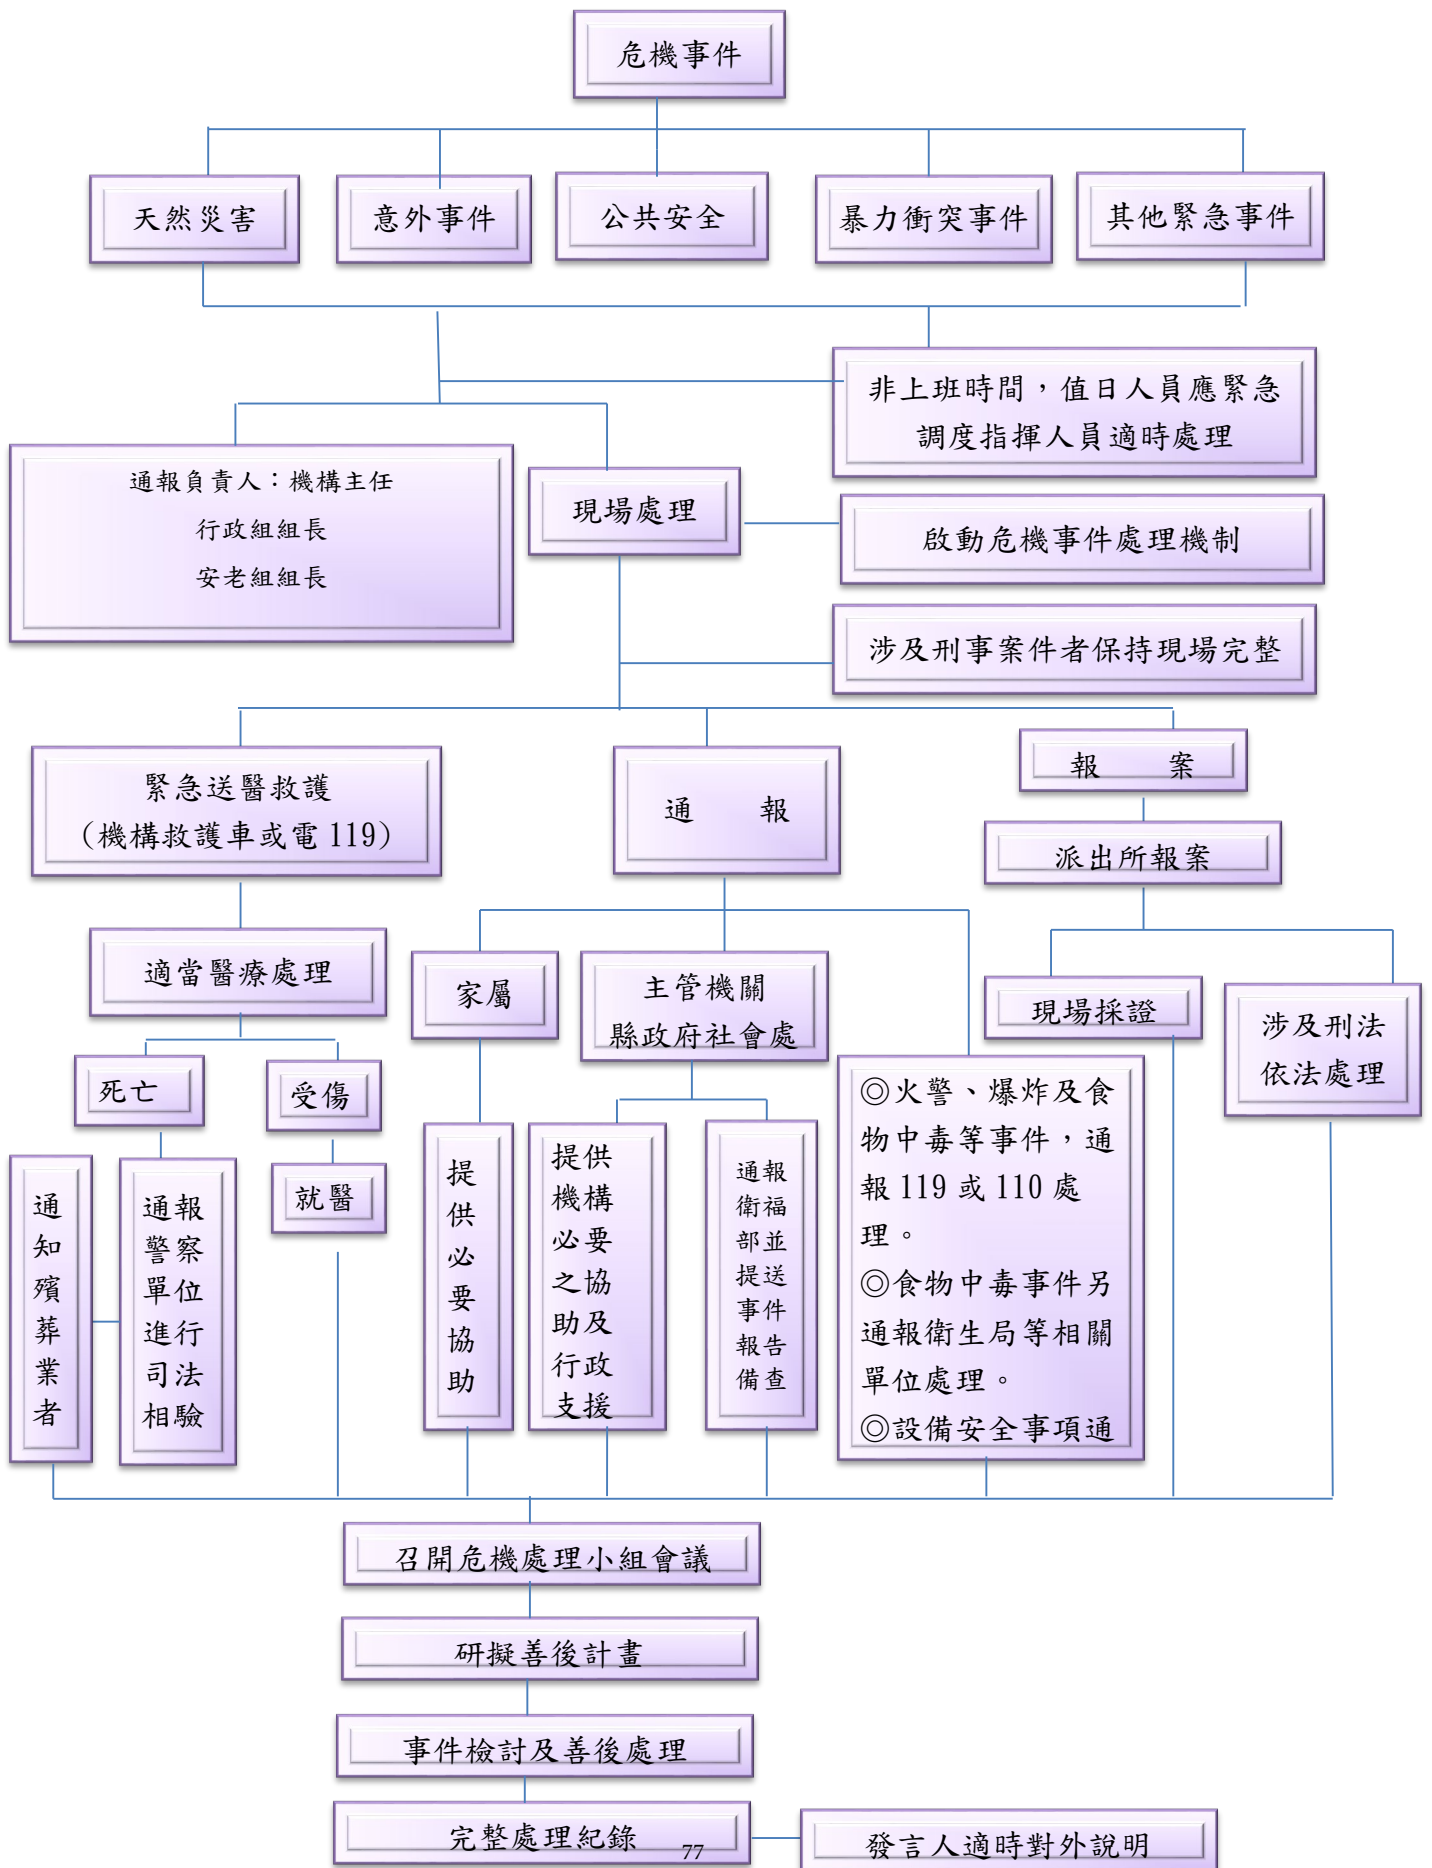 危機事件
天然災害
意外事件
公共安全
暴力衝突事件
其他緊急事件
非上班時間，值日人員應緊急
調度指揮人員適時處理
通報負責人：機構主任
行政組組長
安老組組長
現場處理
啟動危機事件處理機制
涉及刑事案件者保持現場完整
緊急送醫救護
（機構救護車或電 119）
通 報
報 案
派出所報案
適當醫療處理
家屬
主管機關
縣政府社會處
現場採證
涉及刑法
依法處理
死亡
受傷
就醫
通
知
殯
葬
業
者
通報
警察
單位
進行
司法
相驗
提
供
必
要
協
助
提供
機構
必要
之協
助及
行政
支援
通報
衛福
部並
提送
事件
報告
備查
◎火警、爆炸及食
物中毒等事件，通
報 119 或 110 處
理。
◎食物中毒事件另
通報衛生局等相關
單位處理。
◎設備安全事項通
召開危機處理小組會議
研擬善後計畫
事件檢討及善後處理
完整處理紀錄
77
發言人適時對外說明